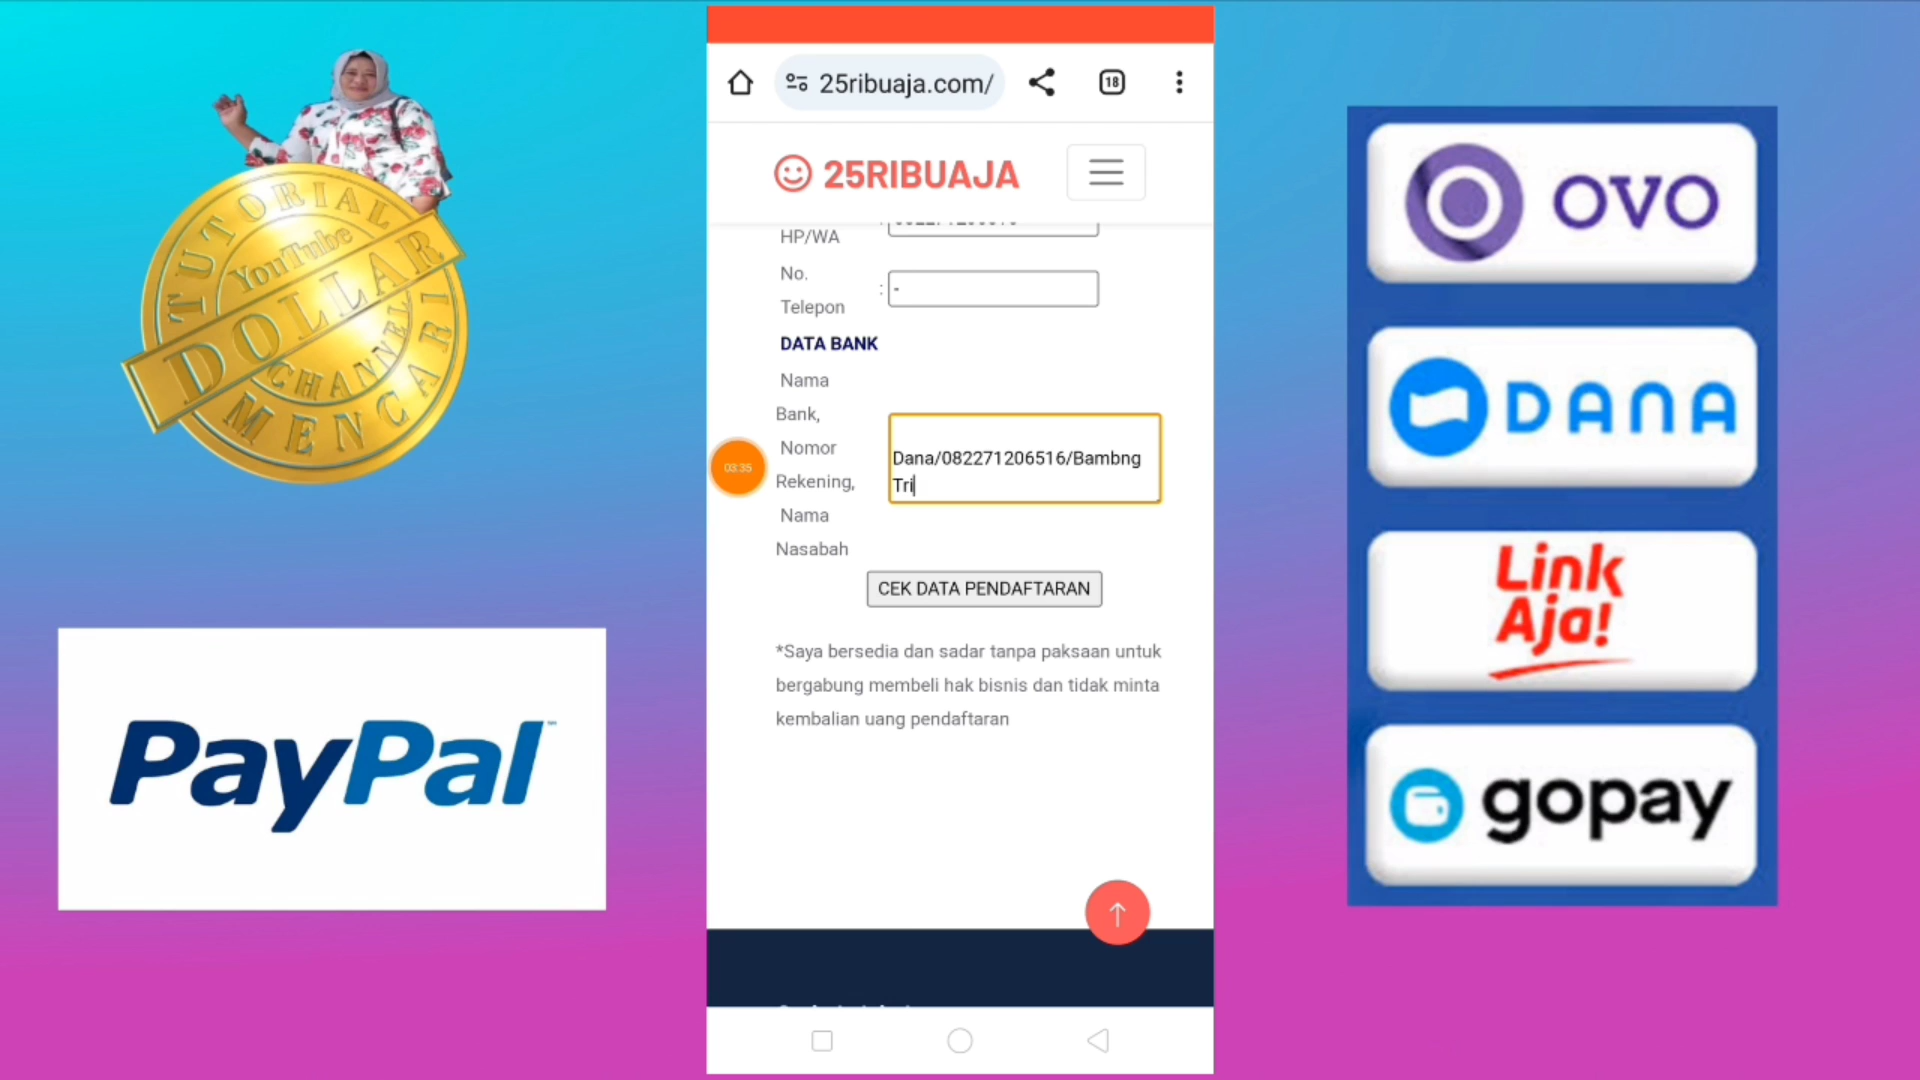 TUTORIAL
YouTube
DOLLAR
CHANNEL
MENCARI
PayPal
25ribuaja.com/
18
25RIBUAJA
HP/WA
No.
Telepon
: -
DATA BANK
Nama
Bank,
Nomor
Rekening,
Nama
Nasabah
Dana/082271206516/Bambng
Tri
03:35
CEK DATA PENDAFTARAN
*Saya bersedia dan sadar tanpa paksaan untuk
bergabung membeli hak bisnis dan tidak minta
kembalian uang pendaftaran
OVO
DANA
Link
Aja!
gopay